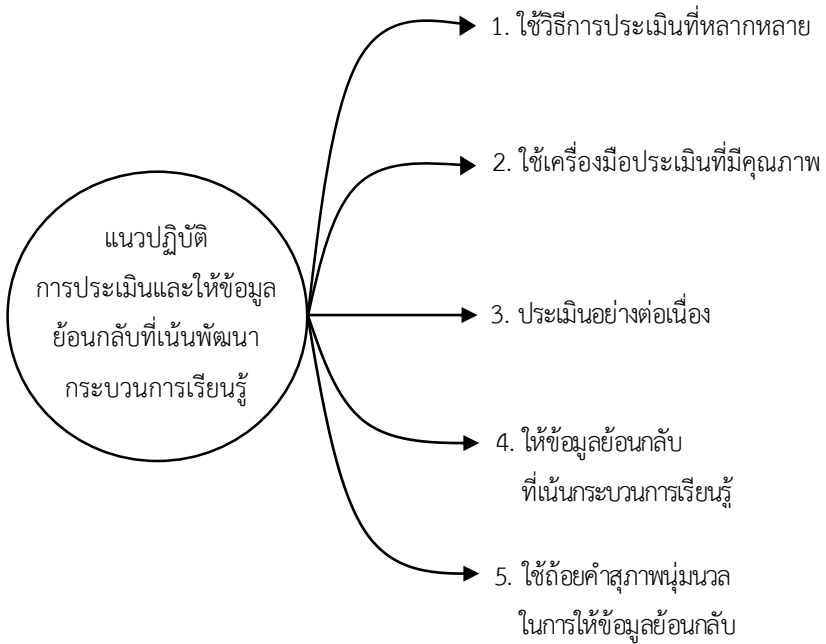 แนวปฏิบัติ
การประเมินและให้ข้อมูล
ย้อนกลับที่เน้นพัฒนา
กระบวนการเรียนรู้
1. ใช้วิธีการประเมินที่หลากหลาย
2. ใช้เครื่องมือประเมินที่มีคุณภาพ
3. ประเมินอย่างต่อเนื่อง
4. ให้ข้อมูลย้อนกลับ
ที่เน้นกระบวนการเรียนรู้
5. ใช้ถ้อยคำสุภาพนุ่มนวล
ในการให้ข้อมูลย้อนกลับ